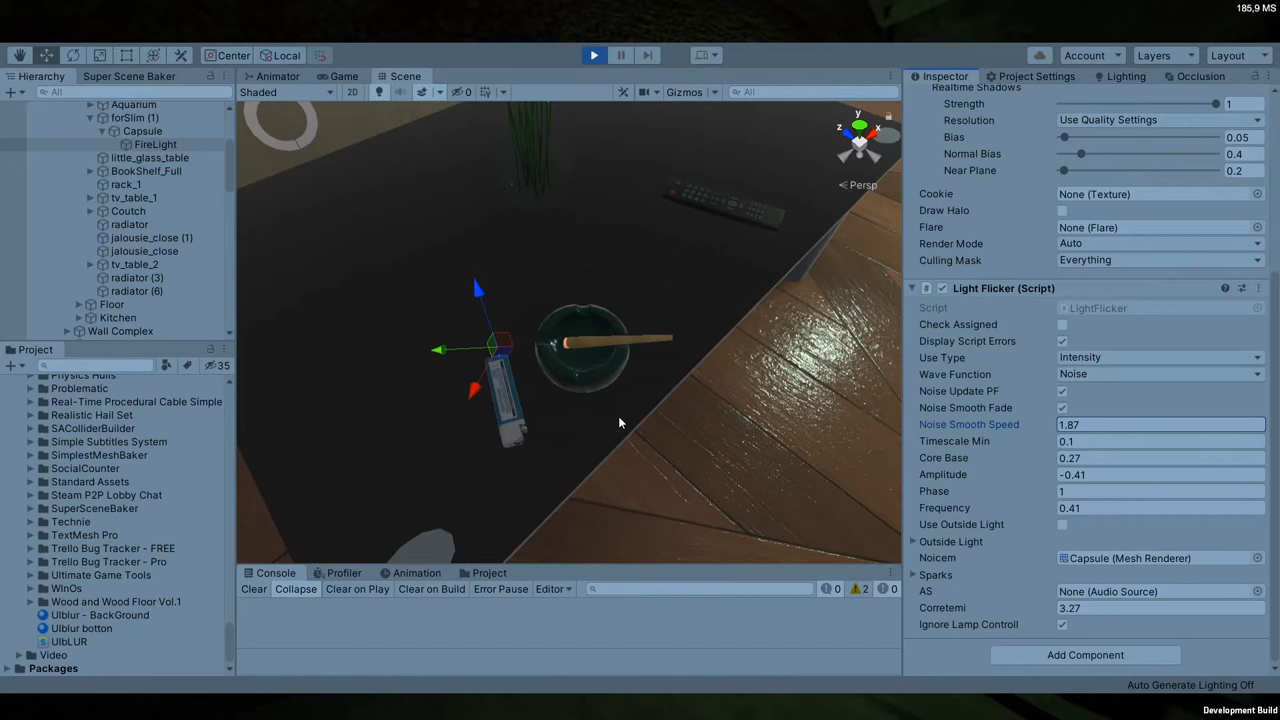 185,9 MS
Center
Local
Account
Layers
Layout
Hierarchy
Super Scene Baker
All
Aquarium
forSlim (1)
Capsule
FireLight
little_glass_table
BookShelf_Full
rack_1
tv_table_1
Coutch
radiator
jalousie_close (1)
jalousie_close
tv_table_2
radiator (3)
radiator (6)
Floor
Kitchen
Wall Complex
Project
35
Physics Hulls
Problematic
Real-Time Procedural Cable Simple
Realistic Hail Set
SAColliderBuilder
Simple Subtitles System
SimplestMeshBaker
SocialCounter
Standard Assets
Steam P2P Lobby Chat
SuperSceneBaker
Technie
TextMesh Pro
Trello Bug Tracker - FREE
Trello Bug Tracker - Pro
Ultimate Game Tools
WInOs
Wood and Wood Floor Vol.1
UIblur - BackGround
UIblur botton
UIbLUR
Video
Packages
Animator
Game
Scene
Shaded
2D
0
Gizmos
All
y
z
x
Persp
Console
Profiler
Animation
Project
Clear
Collapse
Clear on Play
Clear on Build
Error Pause
Editor
0
2
0
Inspector
Project Settings
Lighting
Occlusion
Realtime Shadows
Strength 1
Resolution Use Quality Settings
Bias 0.05
Normal Bias 0.4
Near Plane 0.2
Cookie None (Texture)
Draw Halo
Flare None (Flare)
Render Mode Auto
Culling Mask Everything
# Light Flicker (Script)
Script LightFlicker
Check Assigned
Display Script Errors
Use Type Intensity
Wave Function Noise
Noise Update PF
Noise Smooth Fade
Noise Smooth Speed 1.87
Timescale Min 0.1
Core Base 0.27
Amplitude -0.41
Phase 1
Frequency 0.41
Use Outside Light
Outside Light
Noicem Capsule (Mesh Renderer)
Sparks
AS None (Audio Source)
Corretemi 3.27
Ignore Lamp Controll
Add Component
Auto Generate Lighting Off
Development Build